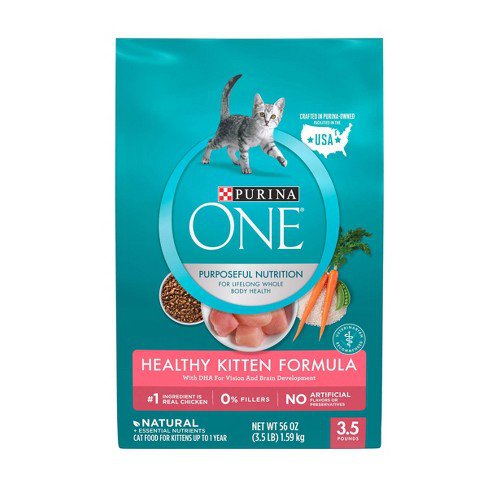 CRAFTED IN PURINA-OWNED
FACILITIES IN THE
USA
PURINA
ONE®
PURPOSEFUL NUTRITION
FOR LIFELONG WHOLE
BODY HEALTH
VETERINARIAN
RECOMMENDED
HEALTHY KITTEN FORMULA
With DHA For Vision And Brain Development
#1 INGREDIENT IS
REAL CHICKEN
0% FILLERS
NO ARTIFICIAL
FLAVORS OR
PRESERVATIVES
NATURAL
+ ESSENTIAL NUTRIENTS
CAT FOOD FOR KITTENS UP TO 1 YEAR
NET WT 56 OZ
(3.5 LB) 1.59 kg
3.5
POUNDS